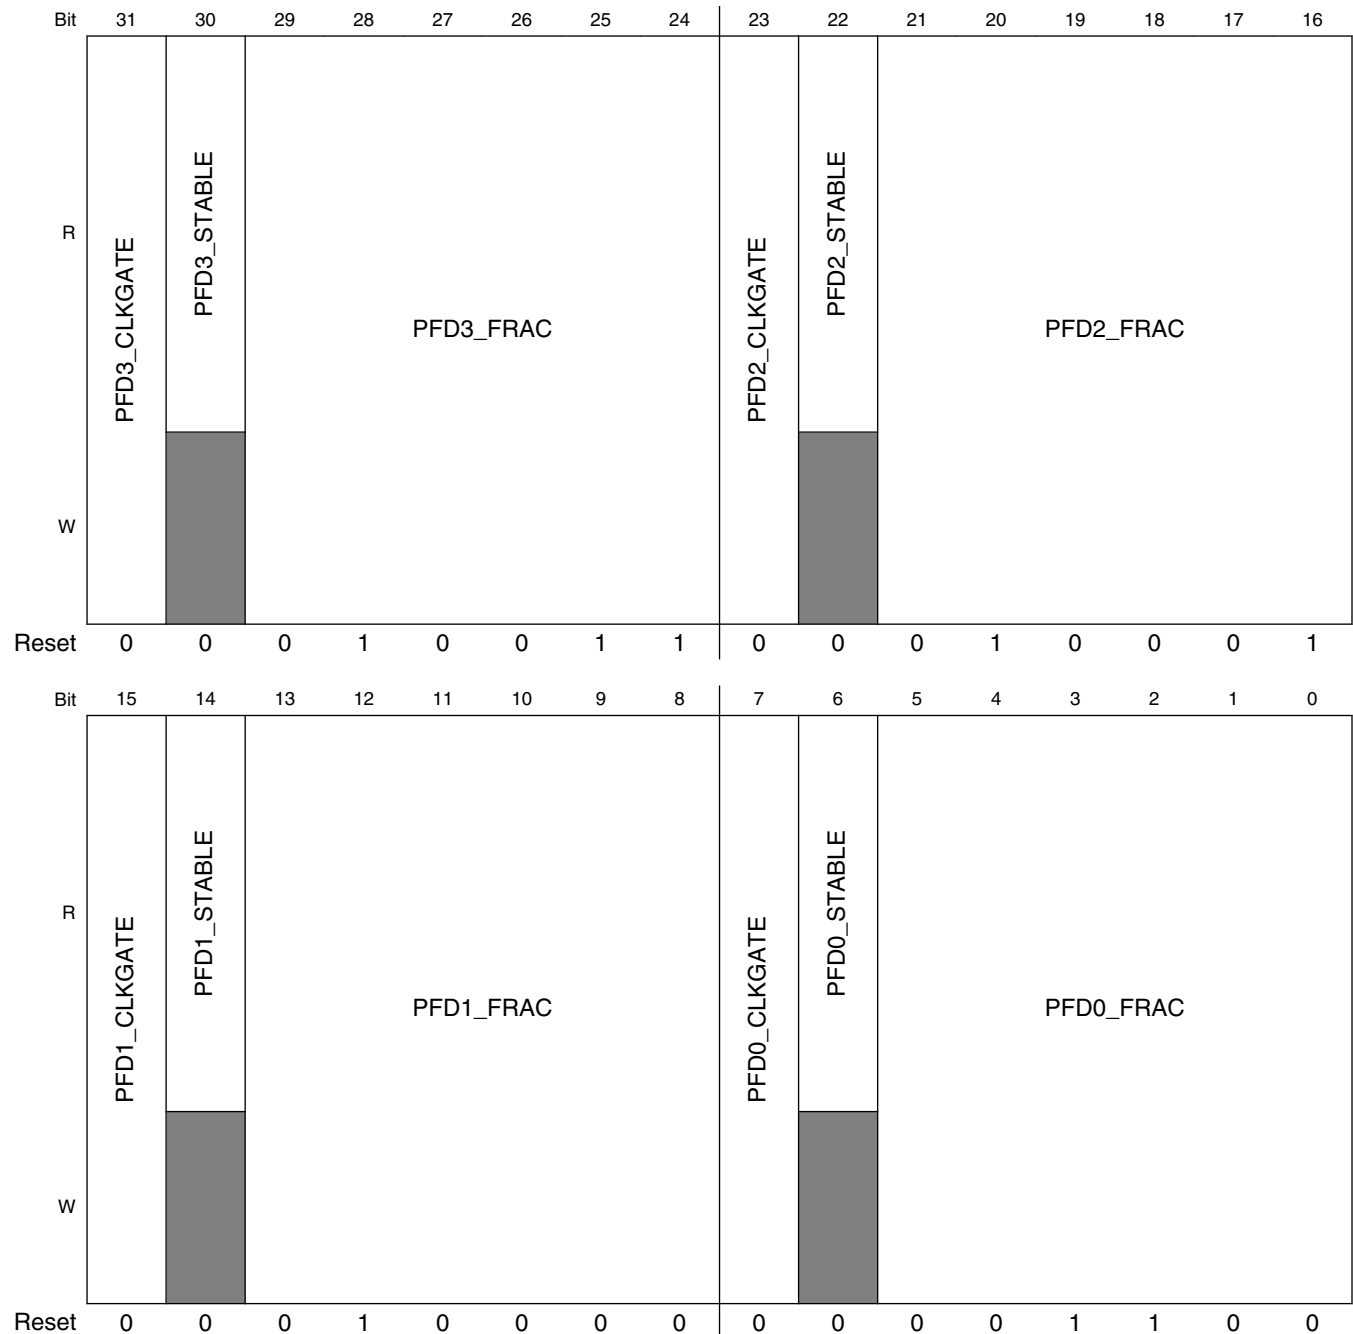 Bit 31 30 29 28 27 26 25 24 23 22 21 20 19 18 17 16
R
W
PFD3_CLKGATE
PFD3_STABLE
PFD3_FRAC
PFD2_CLKGATE
PFD2_STABLE
PFD2_FRAC
Reset 0 0 0 1 0 0 1 1 0 0 0 1 0 0 0 1
Bit 15 14 13 12 11 10 9 8 7 6 5 4 3 2 1 0
R
W
PFD1_CLKGATE
PFD1_STABLE
PFD1_FRAC
PFD0_CLKGATE
PFD0_STABLE
PFD0_FRAC
Reset 0 0 0 1 0 0 0 0 0 0 0 0 1 1 0 0